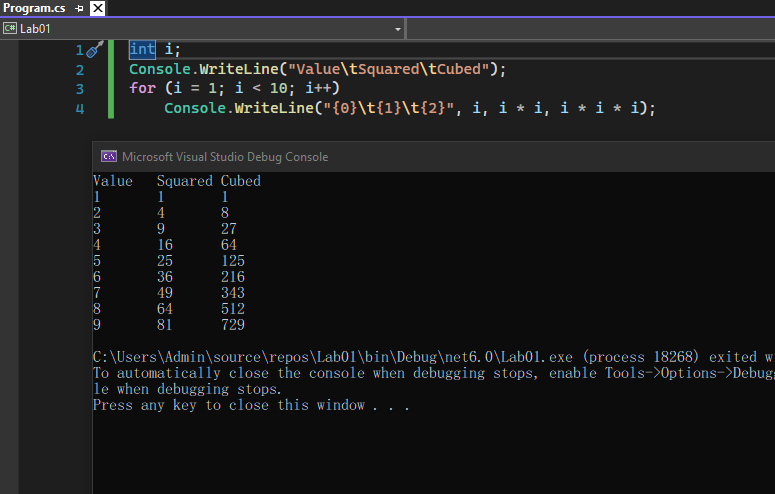 Program.cs
C# Lab01
1 int i;
2 Console.WriteLine("Value\tSquared\tCubed");
3 for (i = 1; i < 10; i++)
4 Console.WriteLine("{0}\t{1}\t{2}", i, i * i, i * i * i);
C:\ Microsoft Visual Studio Debug Console
Value Squared Cubed
1 1 1
2 4 8
3 9 27
4 16 64
5 25 125
6 36 216
7 49 343
8 64 512
9 81 729
C:\Users\Admin\source\repos\Lab01\bin\Debug\net6.0\Lab01.exe (process 18268) exited w
To automatically close the console when debugging stops, enable Tools->Options->Debugg
le when debugging stops.
Press any key to close this window . . .